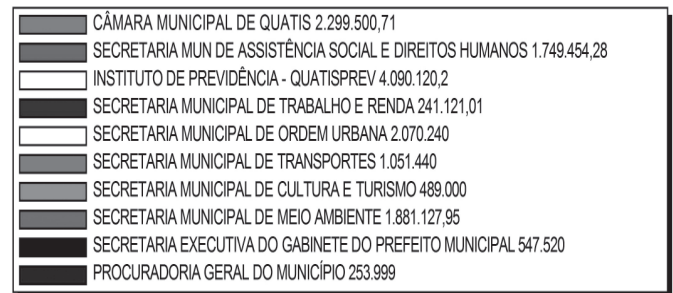 CÂMARA MUNICIPAL DE QUATIS 2.299.500,71
SECRETARIA MUN DE ASSISTÊNCIA SOCIAL E DIREITOS HUMANOS 1.749.454,28
INSTITUTO DE PREVIDÊNCIA - QUATISPREV 4.090.120,2
SECRETARIA MUNICIPAL DE TRABALHO E RENDA 241.121,01
SECRETARIA MUNICIPAL DE ORDEM URBANA 2.070.240
SECRETARIA MUNICIPAL DE TRANSPORTES 1.051.440
SECRETARIA MUNICIPAL DE CULTURA E TURISMO 489.000
SECRETARIA MUNICIPAL DE MEIO AMBIENTE 1.881.127,95
SECRETARIA EXECUTIVA DO GABINETE DO PREFEITO MUNICIPAL 547.520
PROCURADORIA GERAL DO MUNICÍPIO 253.999